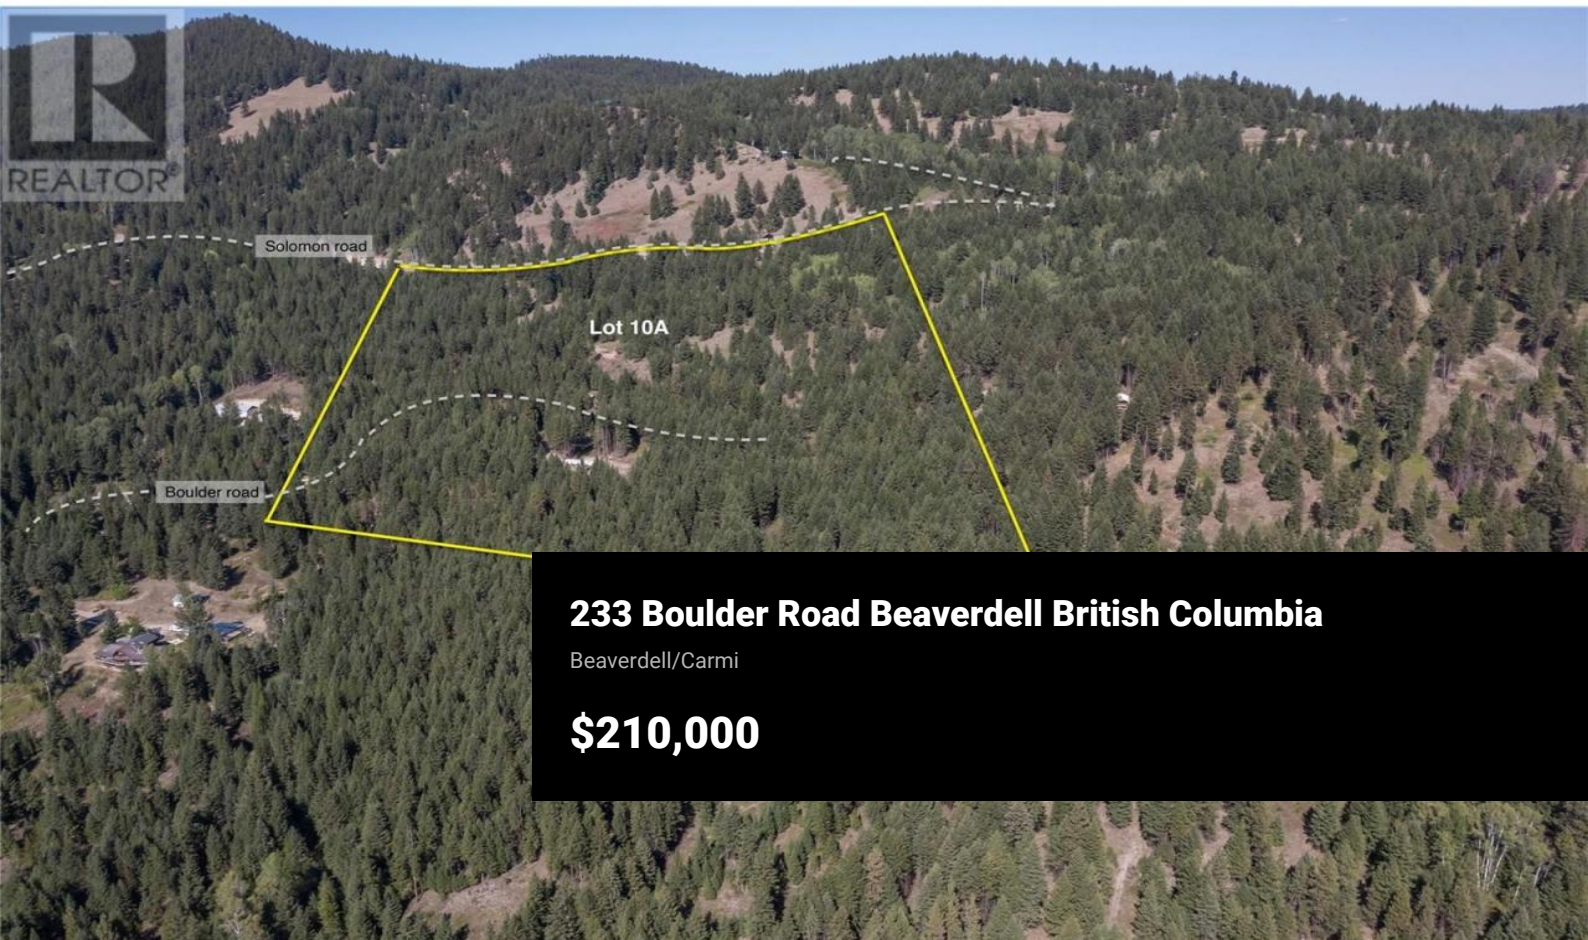 REALTOR®
Solomon road
Lot 10A
Boulder road
233 Boulder Road Beaverdell British Columbia
Beaverdell/Carmi
$210,000